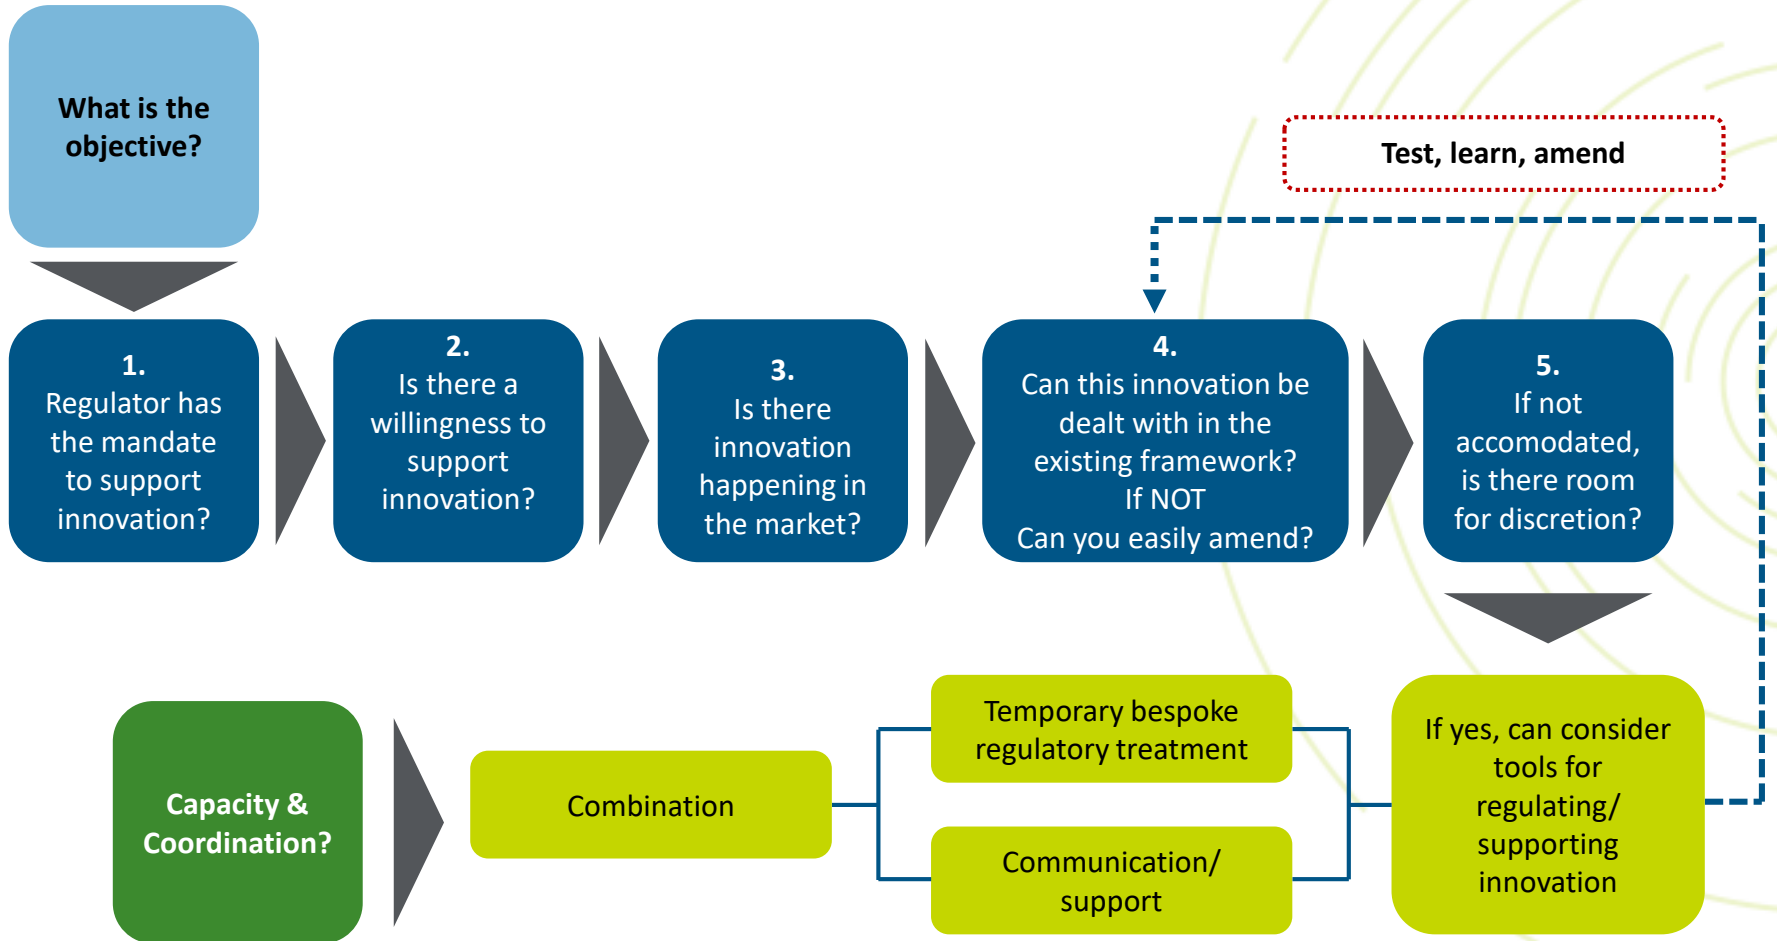 What is the
objective?
Test, learn, amend
1.
Regulator has
the mandate
to support
innovation?
2.
Is there a
willingness to
support
innovation?
3.
Is there
innovation
happening in
the market?
4.
Can this innovation be
dealt with in the
existing framework?
If NOT
Can you easily amend?
5.
If not
accomodated,
is there room
for discretion?
Capacity &
Coordination?
Combination
Temporary bespoke
regulatory treatment
Communication/
support
If yes, can consider
tools for
regulating/
supporting
innovation